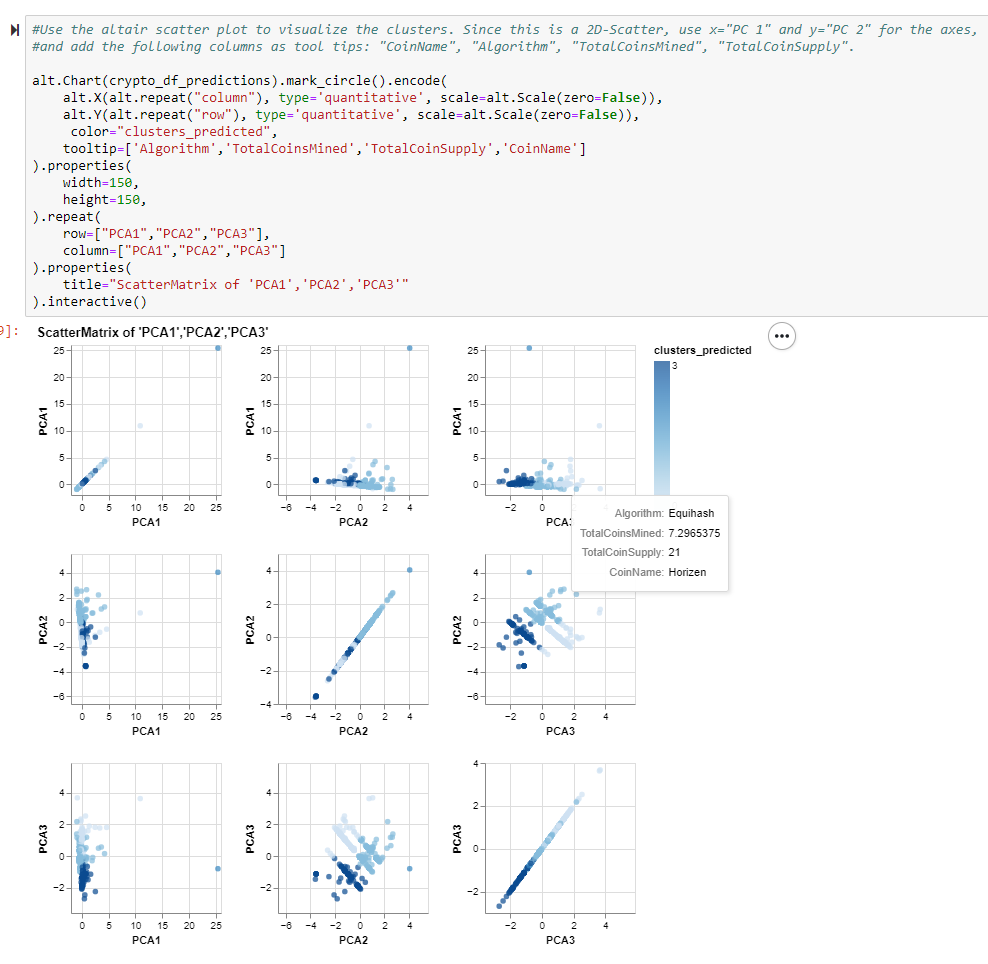 #Use the altair scatter plot to visualize the clusters. Since this is a 2D-Scatter, use x="PC 1" and y="PC 2" for the axes,
#and add the following columns as tool tips: "CoinName", "Algorithm", "TotalCoinsMined", "TotalCoinSupply".
alt.Chart(crypto_df_predictions).mark_circle().encode(
    alt.X(alt.repeat("column"), type='quantitative', scale=alt.Scale(zero=False)),
    alt.Y(alt.repeat("row"), type='quantitative', scale=alt.Scale(zero=False)),
     color="clusters_predicted",
    tooltip=['Algorithm','TotalCoinsMined','TotalCoinSupply','CoinName']
).properties(
    width=150,
    height=150,
).repeat(
    row=["PCA1","PCA2","PCA3"],
    column=["PCA1","PCA2","PCA3"]
).properties(
    title="ScatterMatrix of 'PCA1','PCA2','PCA3'"
).interactive()
9]:
ScatterMatrix of 'PCA1','PCA2','PCA3'
clusters_predicted
3
25 20 15 10 5 0
PCA1
0 5 10 15 20 25
PCA1
25 20 15 10 5 0
PCA1
−6 −4 −2 0 2 4
PCA2
25 20 15 10 5 0
PCA1
−2 0 2 4
PCA3
Algorithm: Equihash
TotalCoinsMined: 7.2965375
TotalCoinSupply: 21
CoinName: Horizen
4 2 0 −2 −4 −6
PCA2
0 5 10 15 20 25
PCA1
4 2 0 −2 −4
PCA2
−6 −4 −2 0 2 4
PCA2
4 2 0 −2 −4 −6
PCA2
−2 0 2 4
PCA3
4 2 0 −2
PCA3
0 5 10 15 20 25
PCA1
4 2 0 −2
PCA3
−6 −4 −2 0 2 4
PCA2
4 2 0 −2
PCA3
−2 0 2 4
PCA3